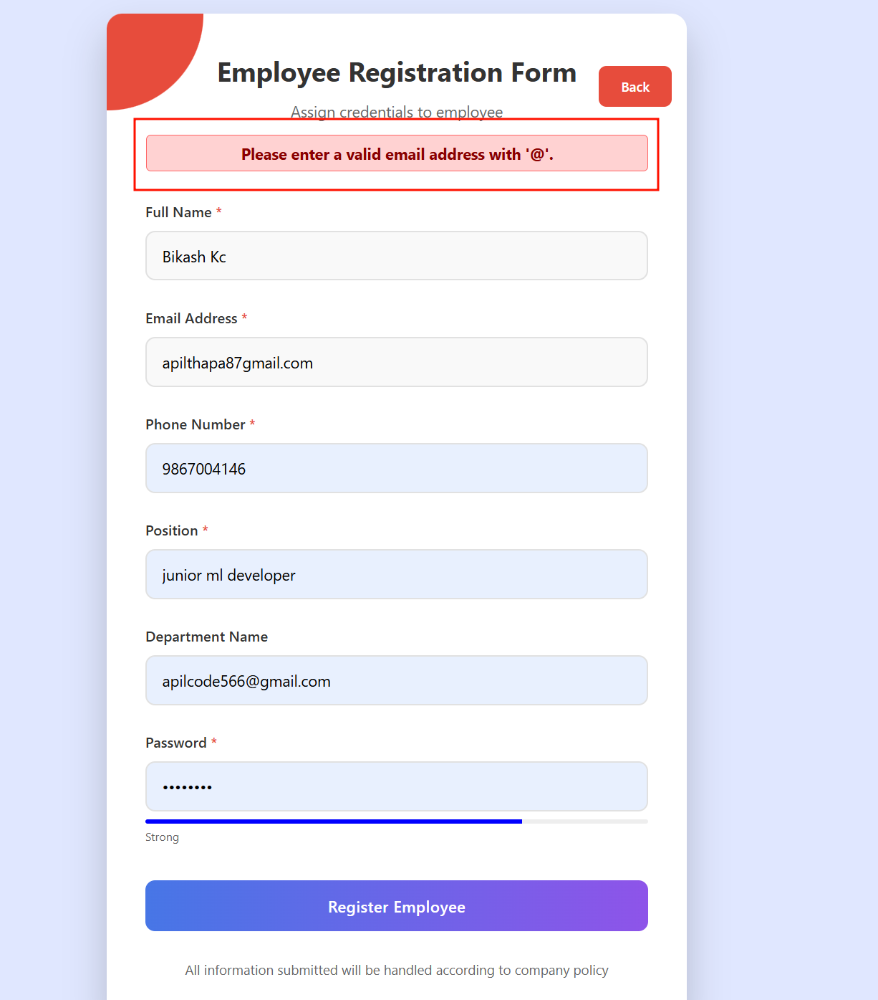 Employee Registration Form
Back
Assign credentials to employee
Please enter a valid email address with '@'.
Full Name *
Bikash Kc
Email Address *
apilthapa87gmail.com
Phone Number *
9867004146
Position *
junior ml developer
Department Name
apilcode566@gmail.com
Password *
••••••••
Strong
Register Employee
All information submitted will be handled according to company policy